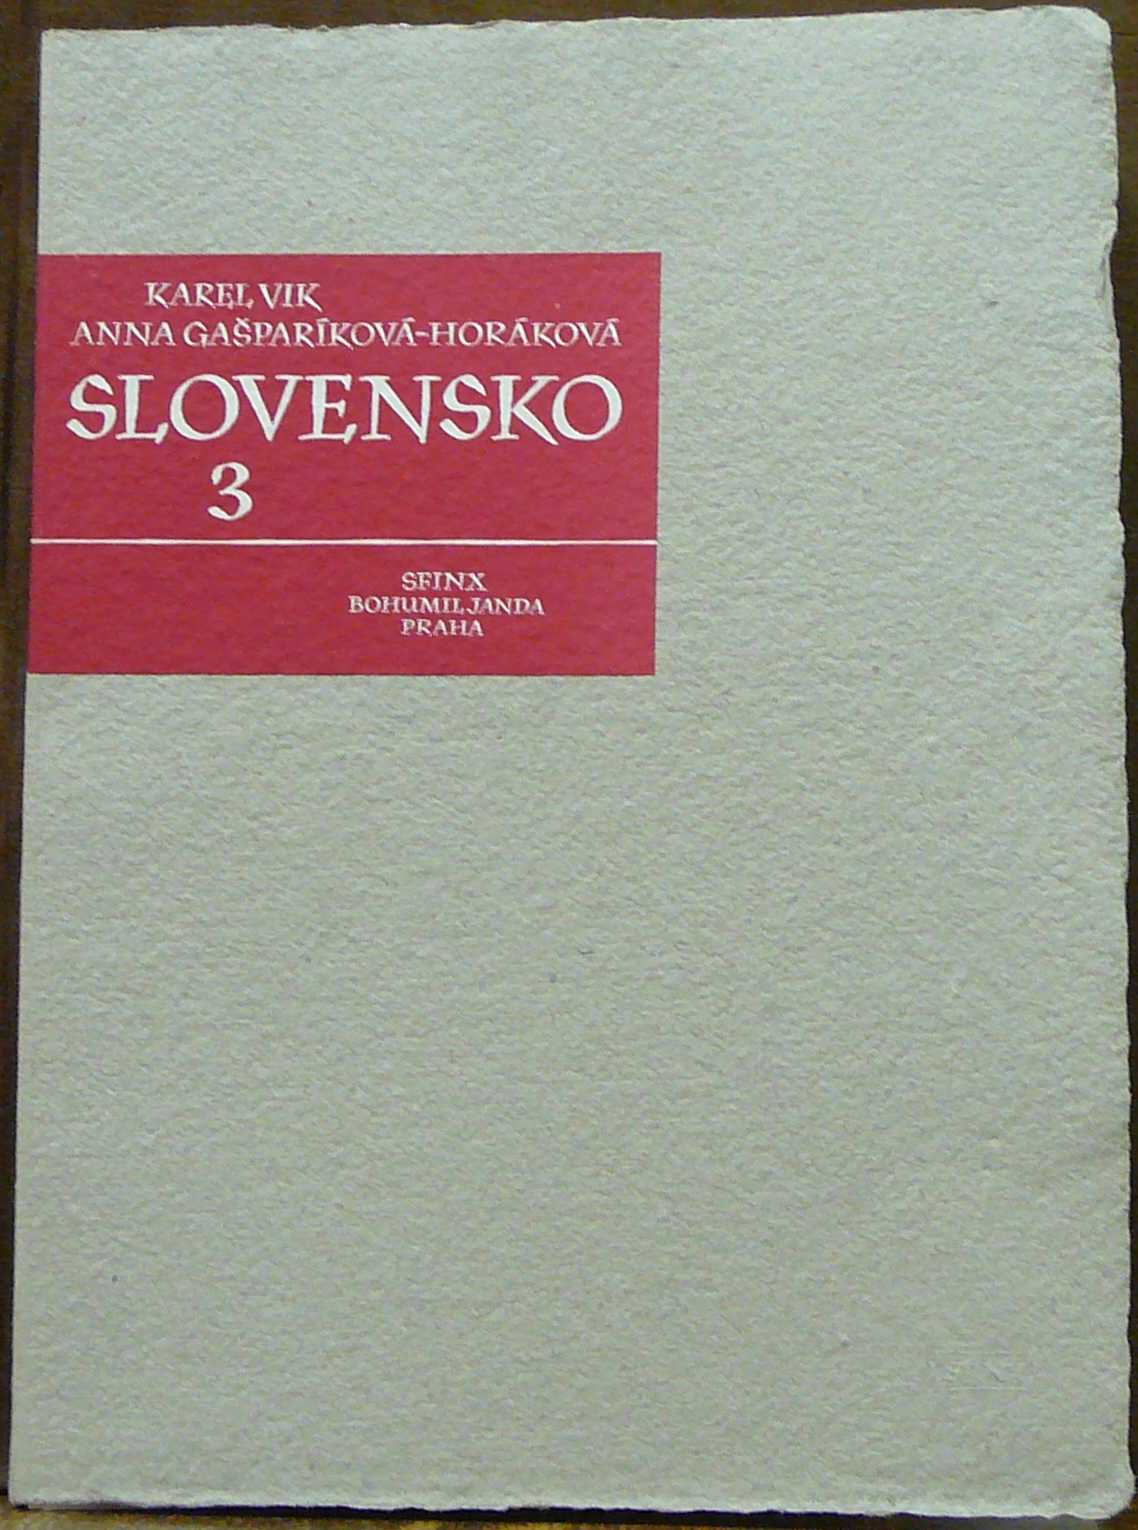 KAREL VIK
ANNA GAŠPARÍKOVÁ-HORÁKOVÁ
SLOVENSKO
3
SFINX
BOHUMIL JANDA
PRAHA